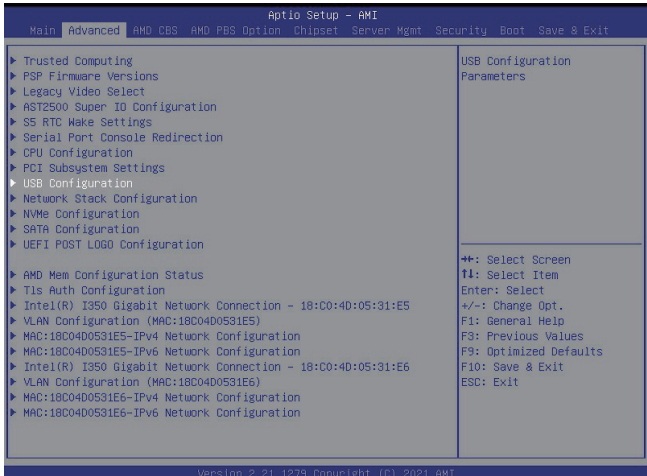 Aptio Setup – AMI
Main Advanced AMD CBS AMD PBS Option Chipset Server Mgmt Security Boot Save & Exit
▶ Trusted Computing
▶ PSP Firmware Versions
▶ Legacy Video Select
▶ AST2500 Super IO Configuration
▶ S5 RTC Wake Settings
▶ Serial Port Console Redirection
▶ CPU Configuration
▶ PCI Subsystem Settings
▶ USB Configuration
▶ Network Stack Configuration
▶ NVMe Configuration
▶ SATA Configuration
▶ UEFI POST LOGO Configuration
▶ AMD Mem Configuration Status
▶ Tls Auth Configuration
▶ Intel(R) I350 Gigabit Network Connection – 18:C0:4D:05:31:E5
▶ VLAN Configuration (MAC:18C04D0531E5)
▶ MAC:18C04D0531E5-IPv4 Network Configuration
▶ MAC:18C04D0531E5-IPv6 Network Configuration
▶ Intel(R) I350 Gigabit Network Connection – 18:C0:4D:05:31:E6
▶ VLAN Configuration (MAC:18C04D0531E6)
▶ MAC:18C04D0531E6-IPv4 Network Configuration
▶ MAC:18C04D0531E6-IPv6 Network Configuration
USB Configuration
Parameters
→←: Select Screen
↑↓: Select Item
Enter: Select
+/-: Change Opt.
F1: General Help
F3: Previous Values
F9: Optimized Defaults
F10: Save & Exit
ESC: Exit
Version 2.21.1279 Copyright (C) 2021 AMI